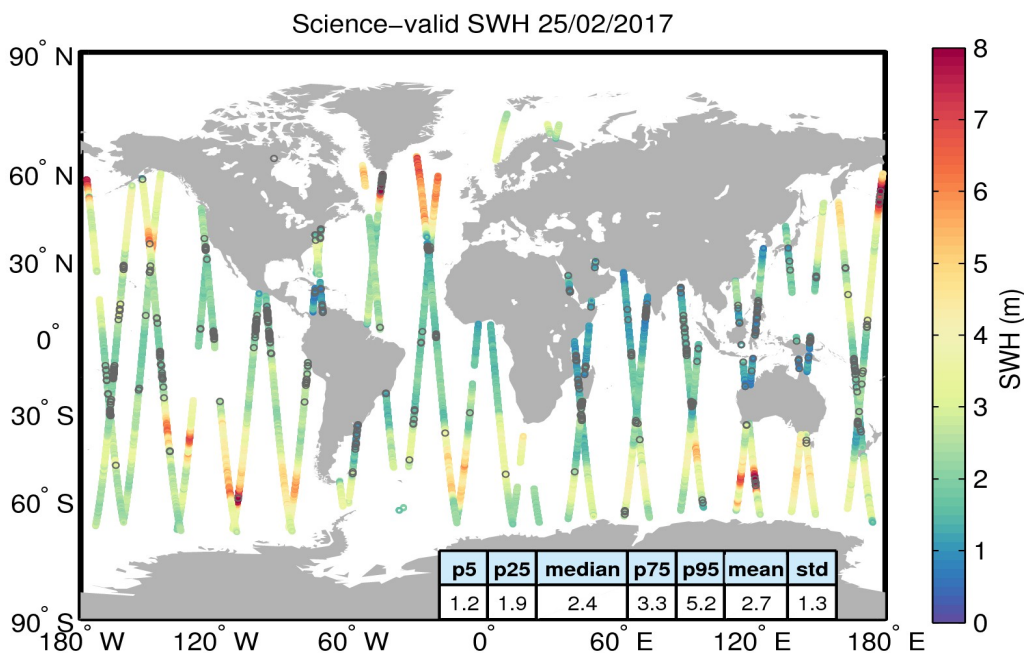 Science−valid SWH 25/02/2017
90° N
60° N
30° N
0°
30° S
60° S
90° S
180° W
120° W
60° W
0°
60° E
120° E
180° E
p5 p25 median p75 p95 mean std
1.2 1.9 2.4 3.3 5.2 2.7 1.3
8
7
6
5
4
3
2
1
0
SWH (m)